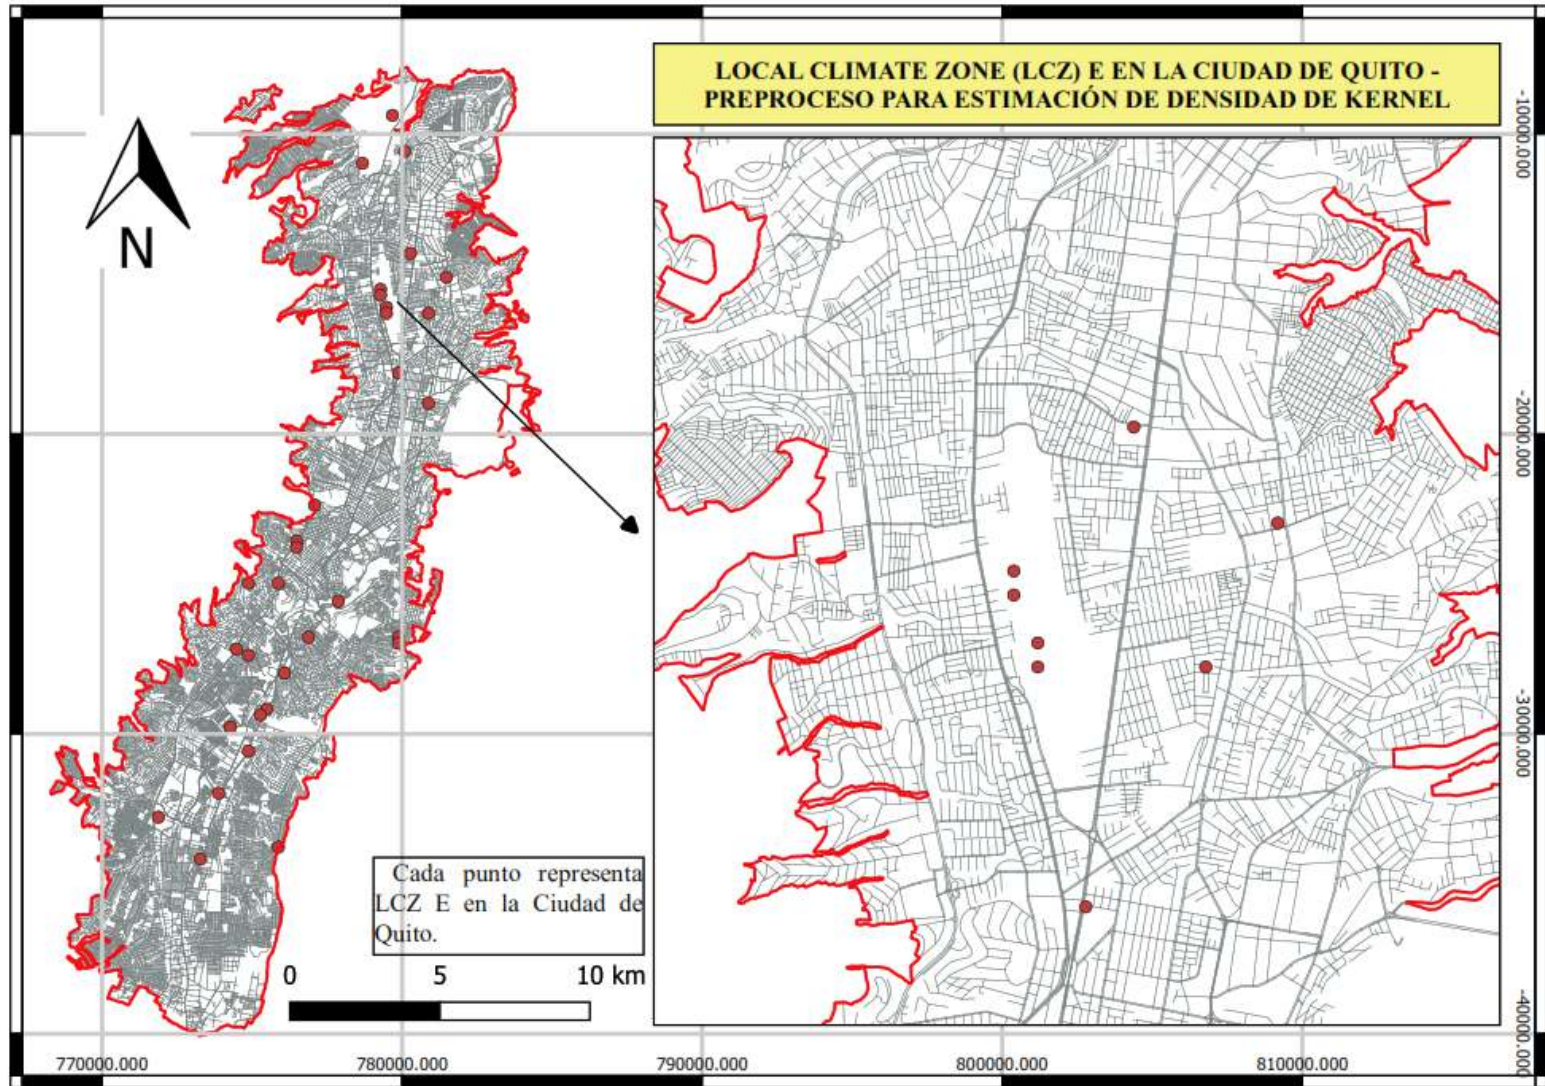 LOCAL CLIMATE ZONE (LCZ) E EN LA CIUDAD DE QUITO -
PREPROCESO PARA ESTIMACIÓN DE DENSIDAD DE KERNEL
N
-10000.000
-20000.000
-30000.000
-40000.000
Cada punto representa
LCZ E en la Ciudad de
Quito.
0 5 10 km
770000.000 780000.000 790000.000 800000.000 810000.000